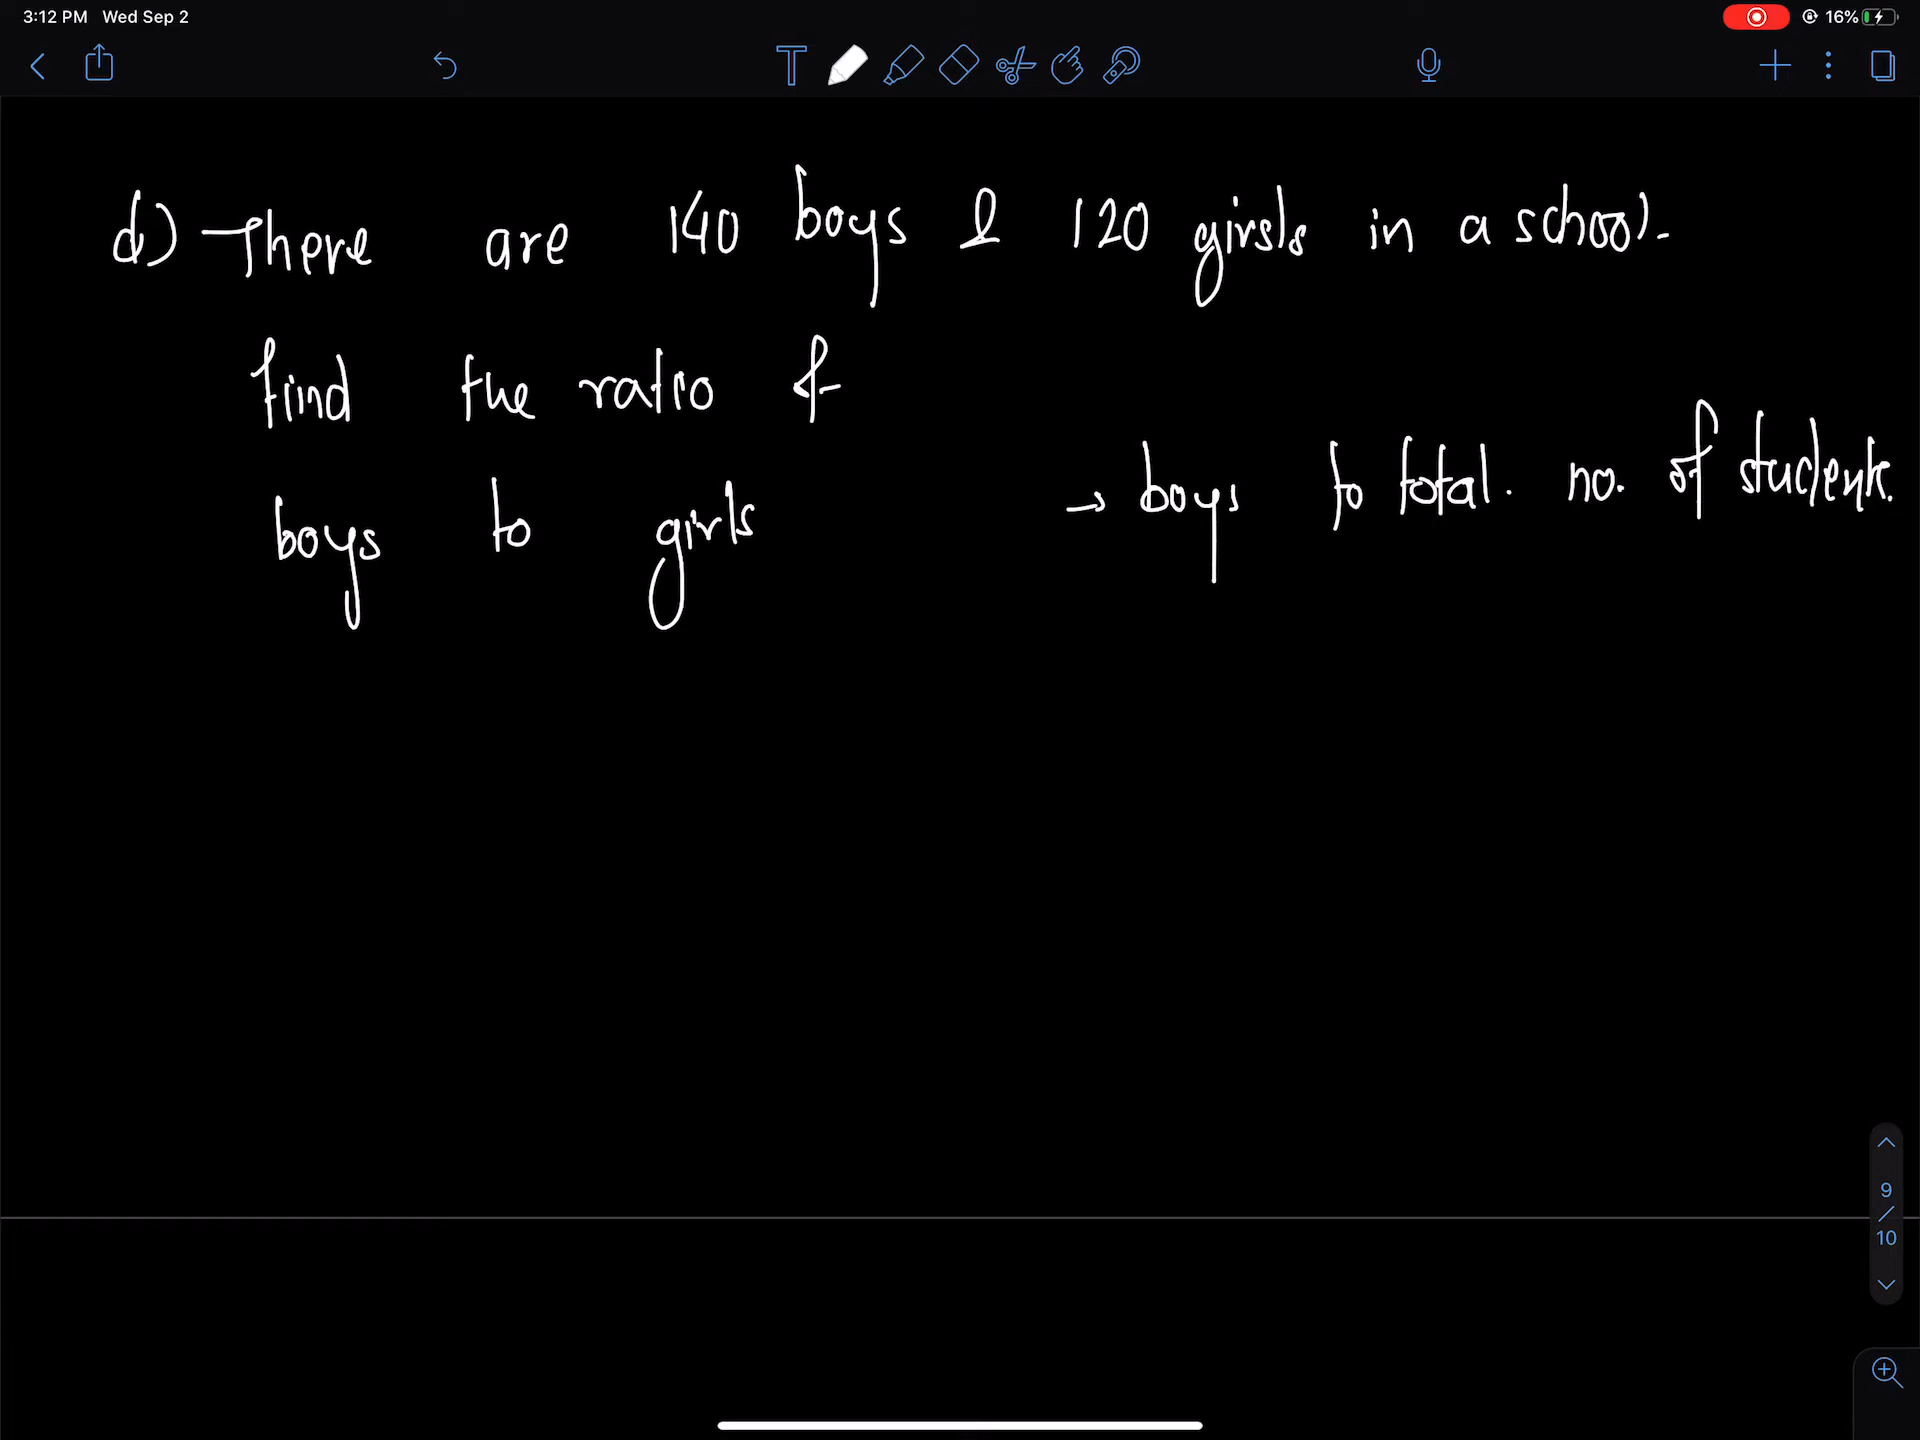 3:12 PM Wed Sep 2
16%
d) There are 140 boys & 120 girsls in a school.
find the ratio of
boys to girls
→ boys to total. no. of students.
9
/
10